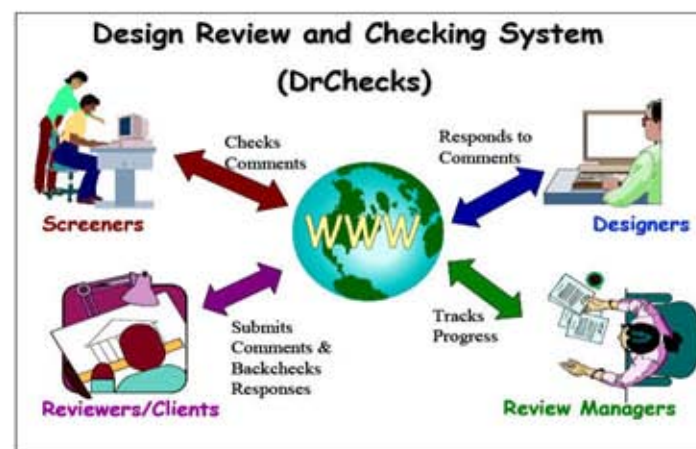 Design Review and Checking System
(DrChecks)
Checks
Comments
Responds to
Comments
Screeners
WWW
Designers
Submits
Comments &
Backchecks
Responses
Tracks
Progress
Reviewers/Clients
Review Managers